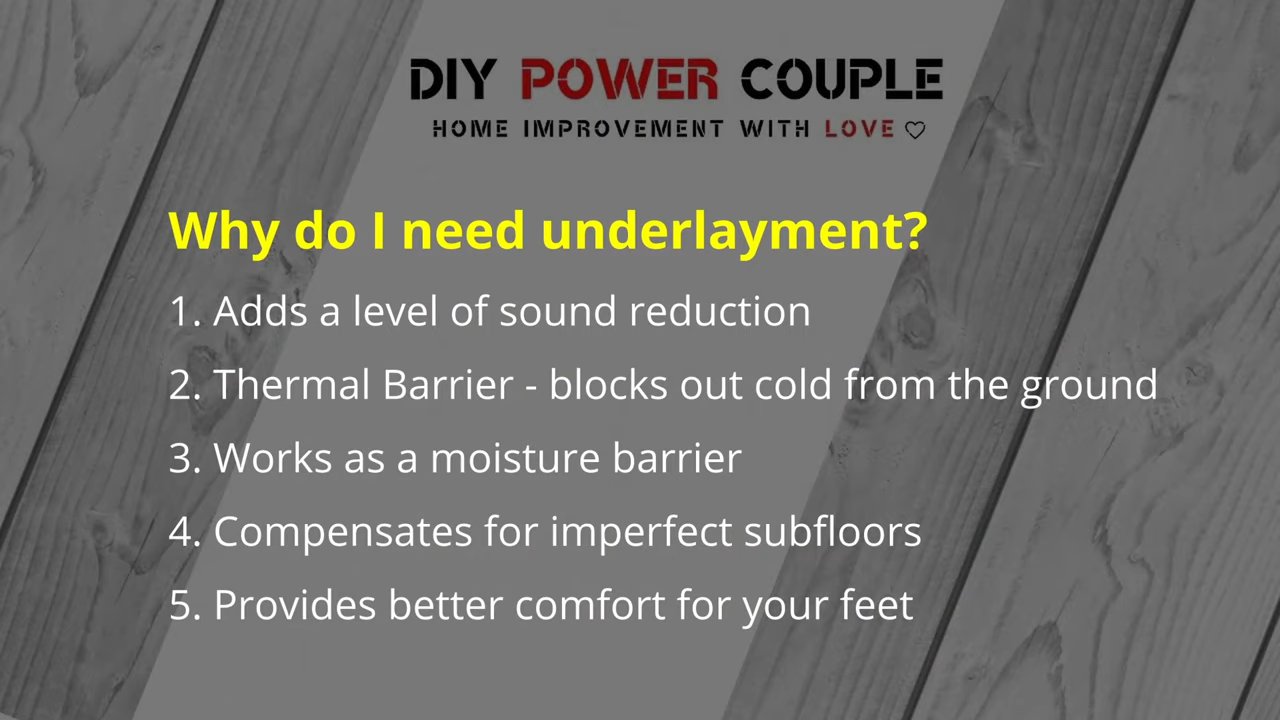 DIY POWER COUPLE
HOME IMPROVEMENT WITH LOVE
Why do I need underlayment?
1. Adds a level of sound reduction
2. Thermal Barrier - blocks out cold from the ground
3. Works as a moisture barrier
4. Compensates for imperfect subfloors
5. Provides better comfort for your feet